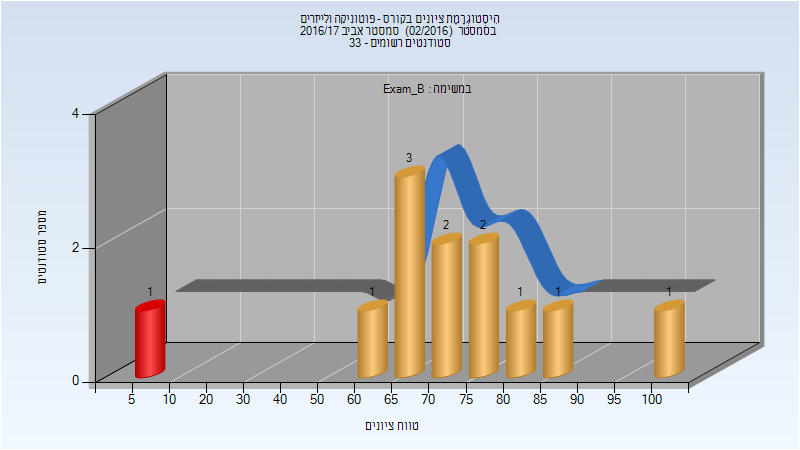 היסטוגרמת ציונים בקורס - פוטוניקה ולייזרים
בסמסטר (02/2016) סמסטר אביב 2016/17
סטודנטים רשומים - 33
במשימה : Exam_B
מספר סטודנטים
4
2
0
1
1
3
2
2
1
1
1
5 10 20 30 40 50 60 65 70 75 80 85 90 95 100
טווח ציונים